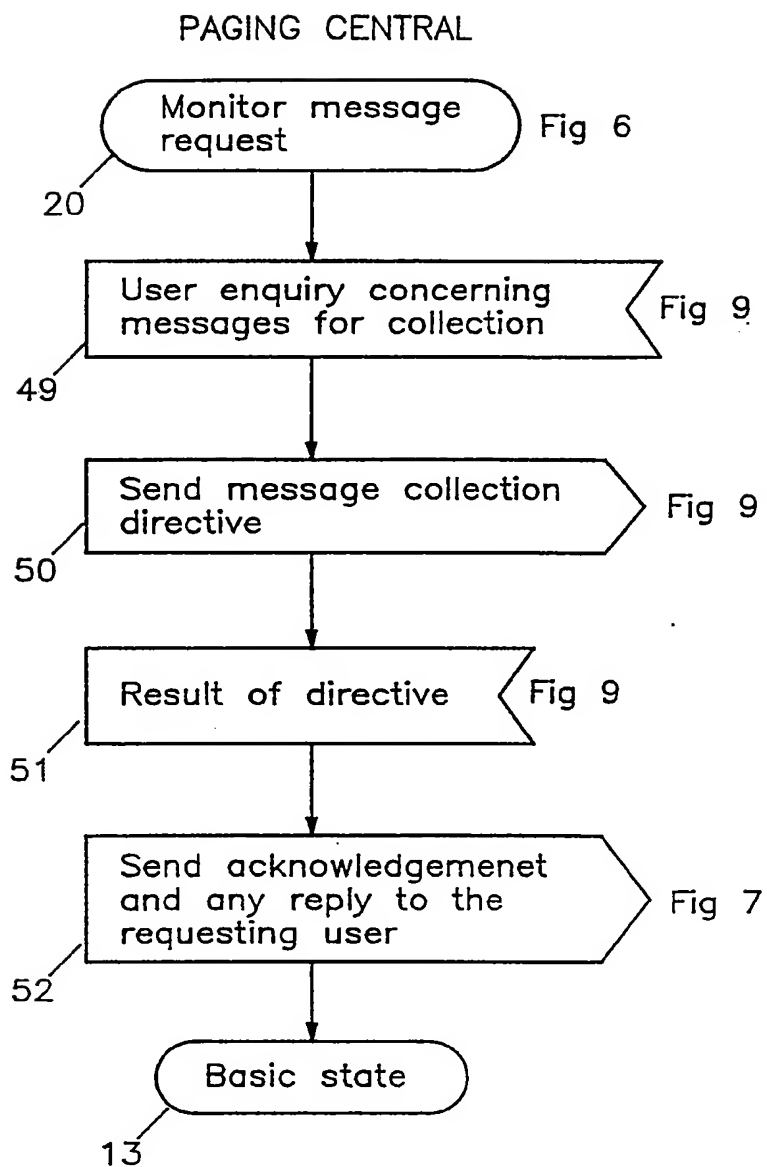 PAGING CENTRAL
Monitor message
request
Fig 6
20
User enquiry concerning
messages for collection
Fig 9
49
Send message collection
directive
Fig 9
50
Result of directive
Fig 9
51
Send acknowledgemenet
and any reply to the
requesting user
Fig 7
52
Basic state
13